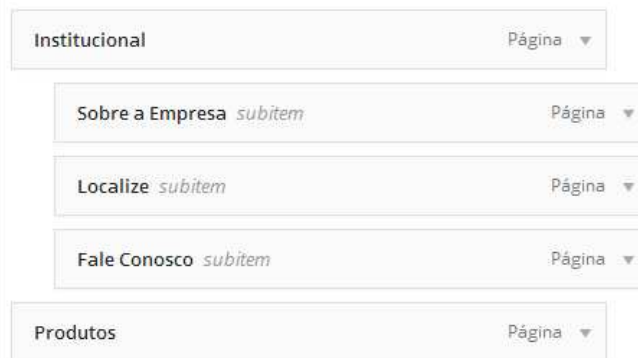 Institucional Página
Sobre a Empresa subitem Página
Localize subitem Página
Fale Conosco subitem Página
Produtos Página